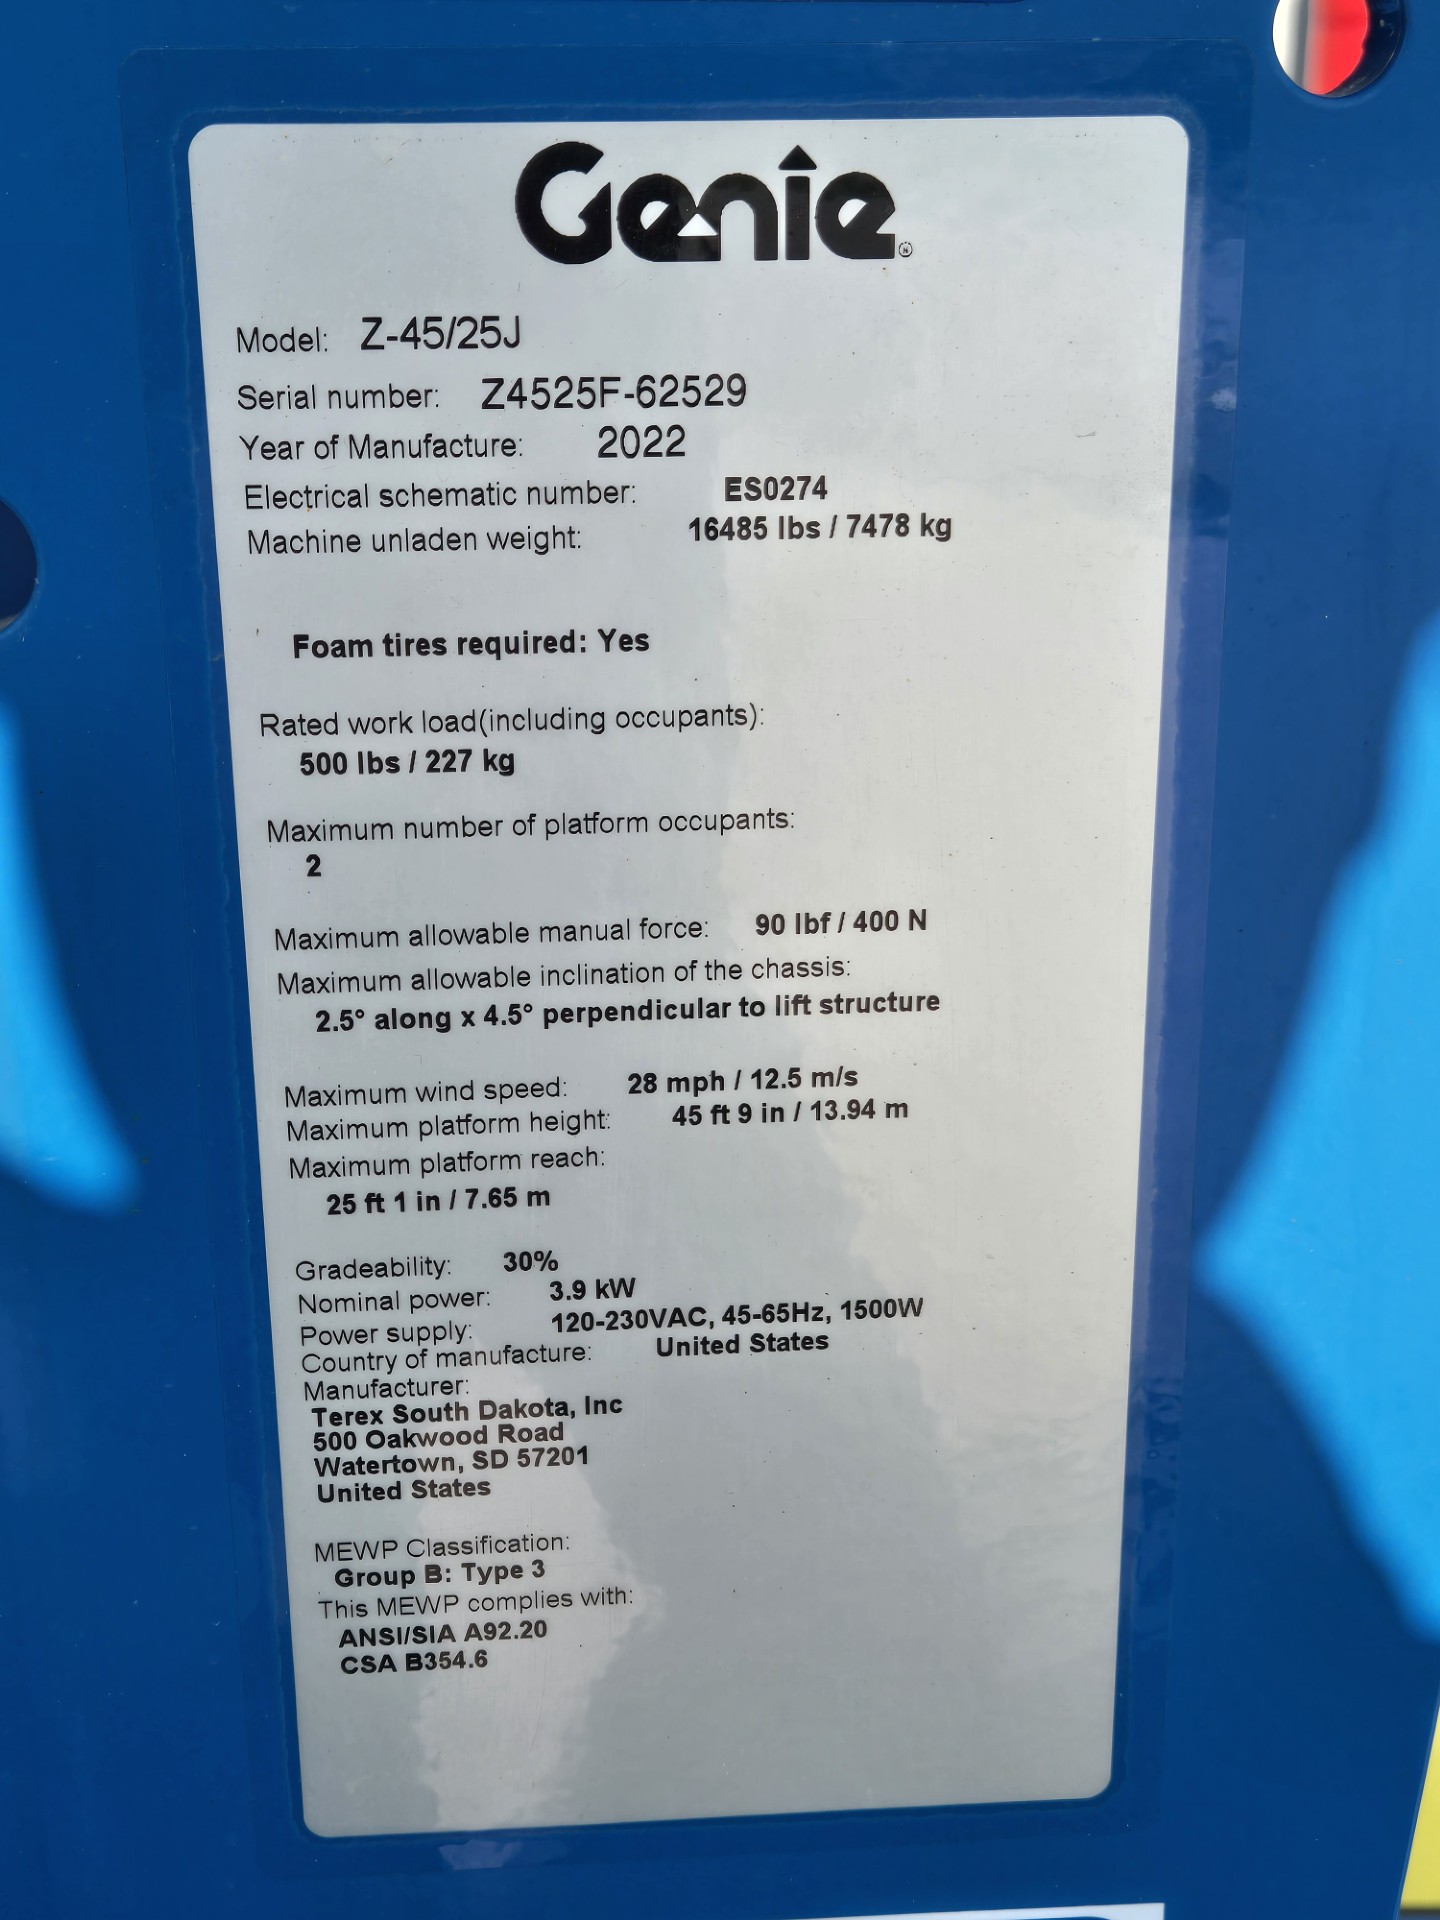 Genie
Model: Z-45/25J
Serial number: Z4525F-62529
Year of Manufacture: 2022
Electrical schematic number: ES0274
Machine unladen weight: 16485 lbs / 7478 kg
Foam tires required: Yes
Rated work load(including occupants):
500 lbs / 227 kg
Maximum number of platform occupants:
2
Maximum allowable manual force: 90 lbf / 400 N
Maximum allowable inclination of the chassis:
2.5° along x 4.5° perpendicular to lift structure
Maximum wind speed: 28 mph / 12.5 m/s
Maximum platform height: 45 ft 9 in / 13.94 m
Maximum platform reach:
25 ft 1 in / 7.65 m
Gradeability: 30%
Nominal power: 3.9 kW
Power supply: 120-230VAC, 45-65Hz, 1500W
Country of manufacture: United States
Manufacturer:
Terex South Dakota, Inc
500 Oakwood Road
Watertown, SD 57201
United States
MEWP Classification:
Group B: Type 3
This MEWP complies with:
ANSI/SIA A92.20
CSA B354.6